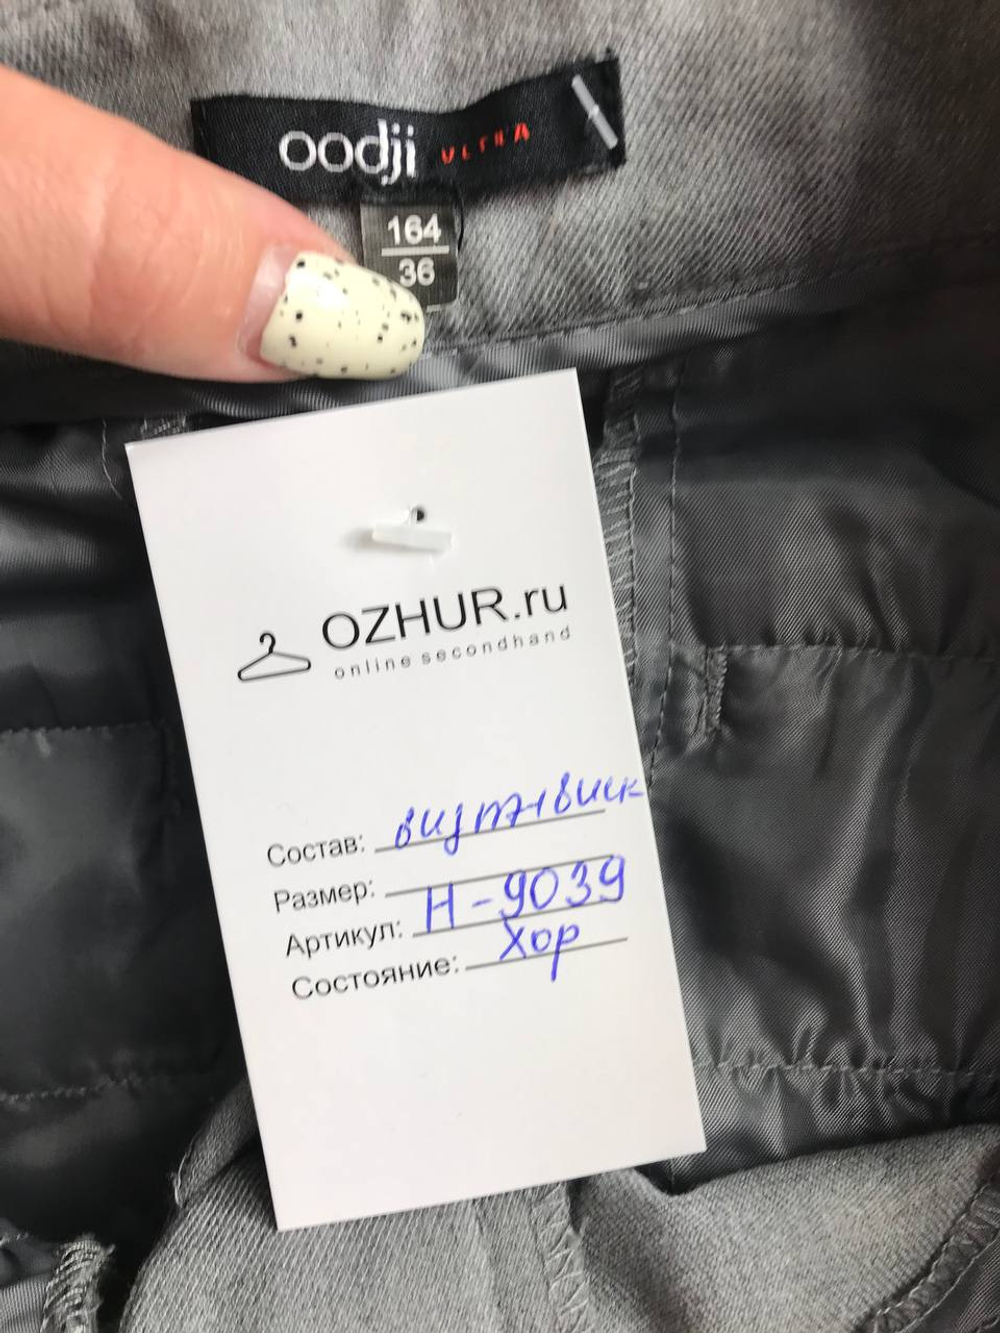 oodji ULTRA
164
36
OZHUR.ru
online secondhand
Состав:
Размер:
Артикул: Н-9039
Состояние: Хор